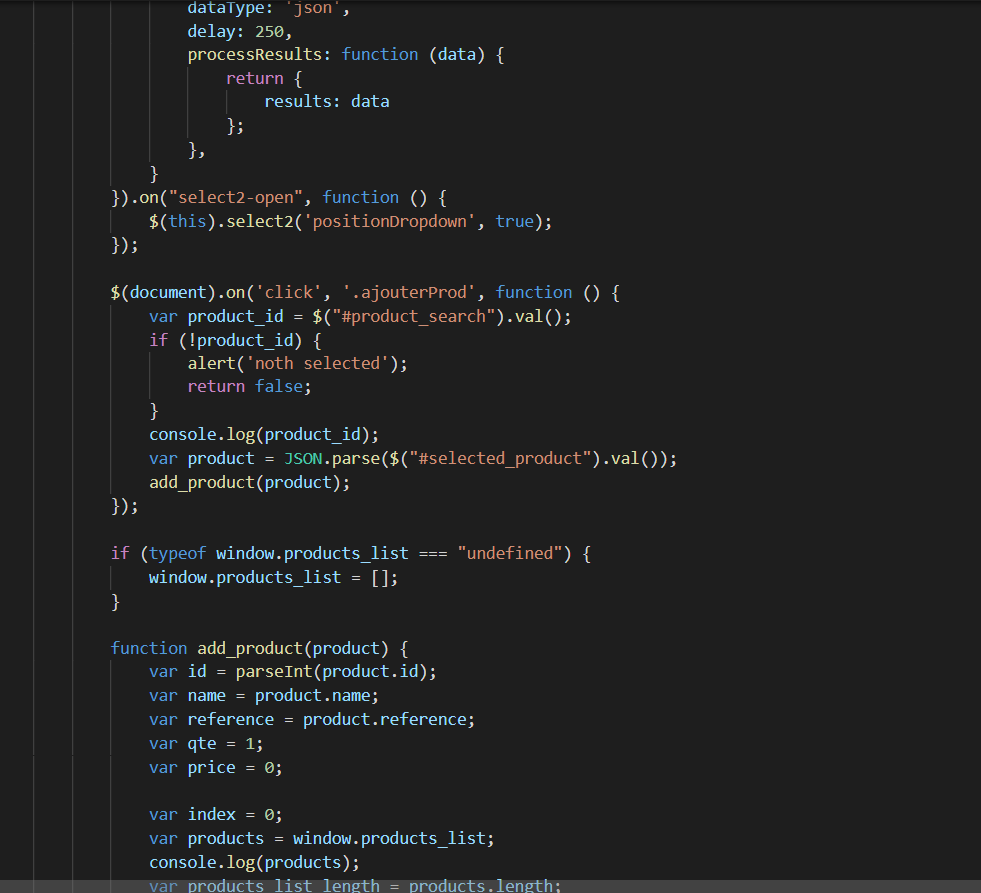 dataType: 'json',
delay: 250,
processResults: function (data) {
return {
results: data
};
},
}
}).on("select2-open", function () {
$(this).select2('positionDropdown', true);
});
$(document).on('click', '.ajouterProd', function () {
var product_id = $("#product_search").val();
if (!product_id) {
alert('noth selected');
return false;
}
console.log(product_id);
var product = JSON.parse($("#selected_product").val());
add_product(product);
});
if (typeof window.products_list === "undefined") {
window.products_list = [];
}
function add_product(product) {
var id = parseInt(product.id);
var name = product.name;
var reference = product.reference;
var qte = 1;
var price = 0;
var index = 0;
var products = window.products_list;
console.log(products);
var products_list_length = products.length;